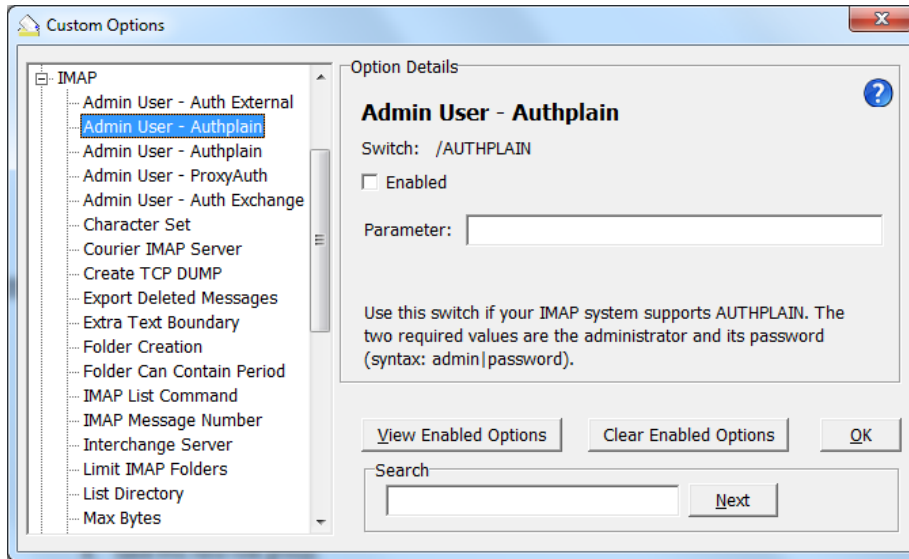 Custom Options
IMAP
Admin User - Auth External
Admin User - Authplain
Admin User - Authplain
Admin User - ProxyAuth
Admin User - Auth Exchange
Character Set
Courier IMAP Server
Create TCP DUMP
Export Deleted Messages
Extra Text Boundary
Folder Creation
Folder Can Contain Period
IMAP List Command
IMAP Message Number
Interchange Server
Limit IMAP Folders
List Directory
Max Bytes
Option Details
Admin User - Authplain
Switch: /AUTHPLAIN
Enabled
Parameter:
Use this switch if your IMAP system supports AUTHPLAIN. The
two required values are the administrator and its password
(syntax: admin|password).
View Enabled Options
Clear Enabled Options
OK
Search
Next